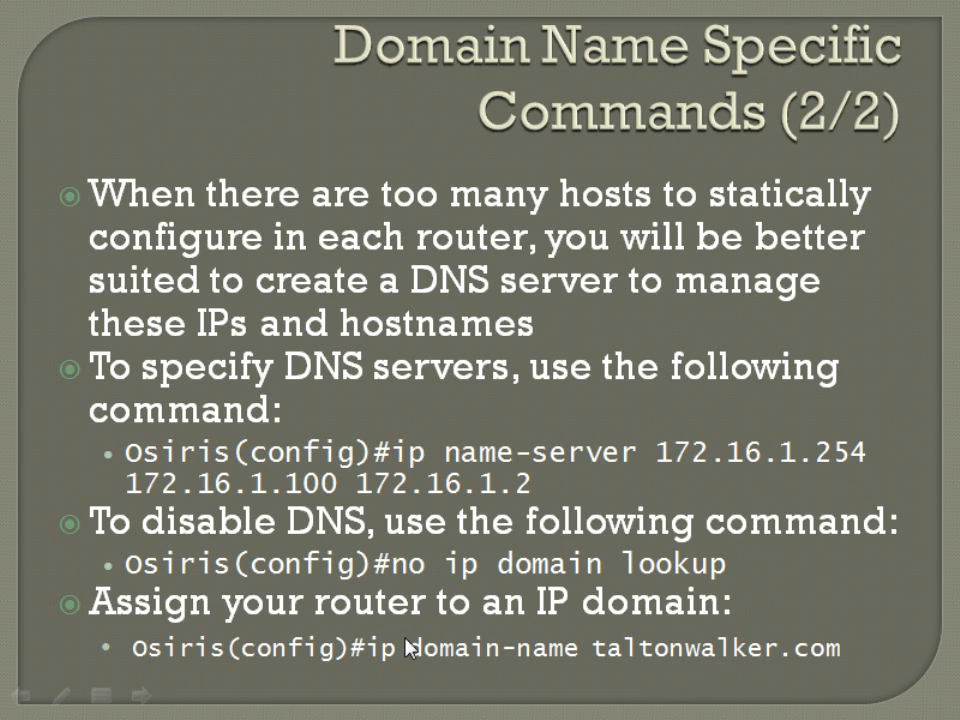 Domain Name Specific
Commands (2/2)
When there are too many hosts to statically
configure in each router, you will be better
suited to create a DNS server to manage
these IPs and hostnames
To specify DNS servers, use the following
command:
Osiris(config)#ip name-server 172.16.1.254
172.16.1.100 172.16.1.2
To disable DNS, use the following command:
Osiris(config)#no ip domain lookup
Assign your router to an IP domain:
Osiris(config)#ip domain-name taltonwalker.com